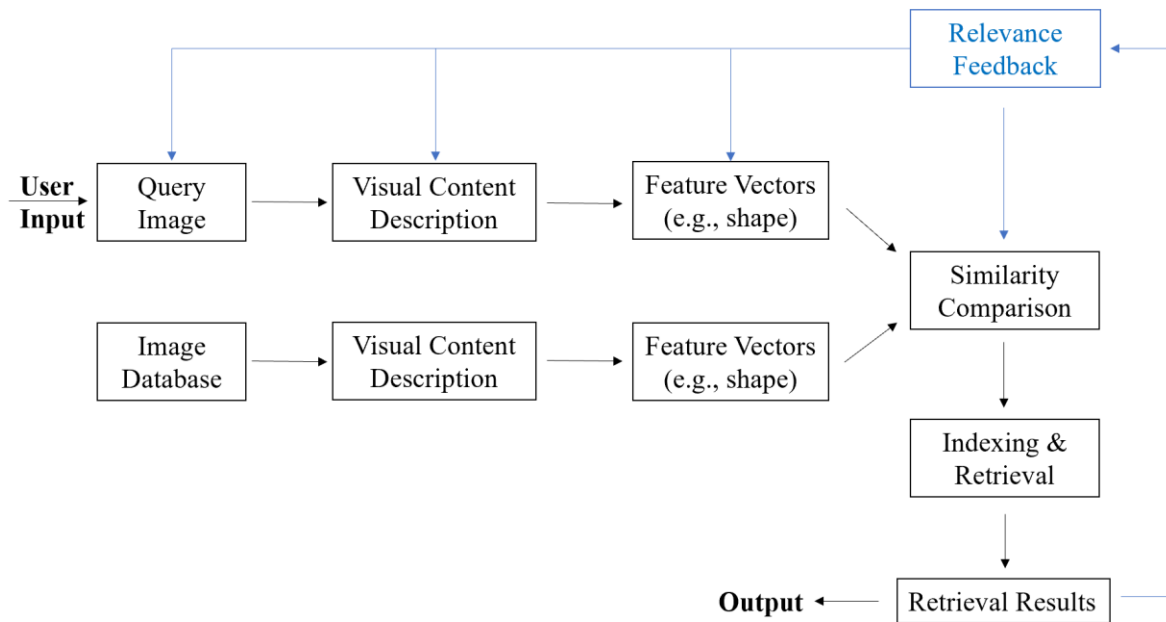 Relevance
Feedback
User
Input
Query
Image
Visual Content
Description
Feature Vectors
(e.g., shape)
Similarity
Comparison
Image
Database
Visual Content
Description
Feature Vectors
(e.g., shape)
Indexing &
Retrieval
Output
Retrieval Results